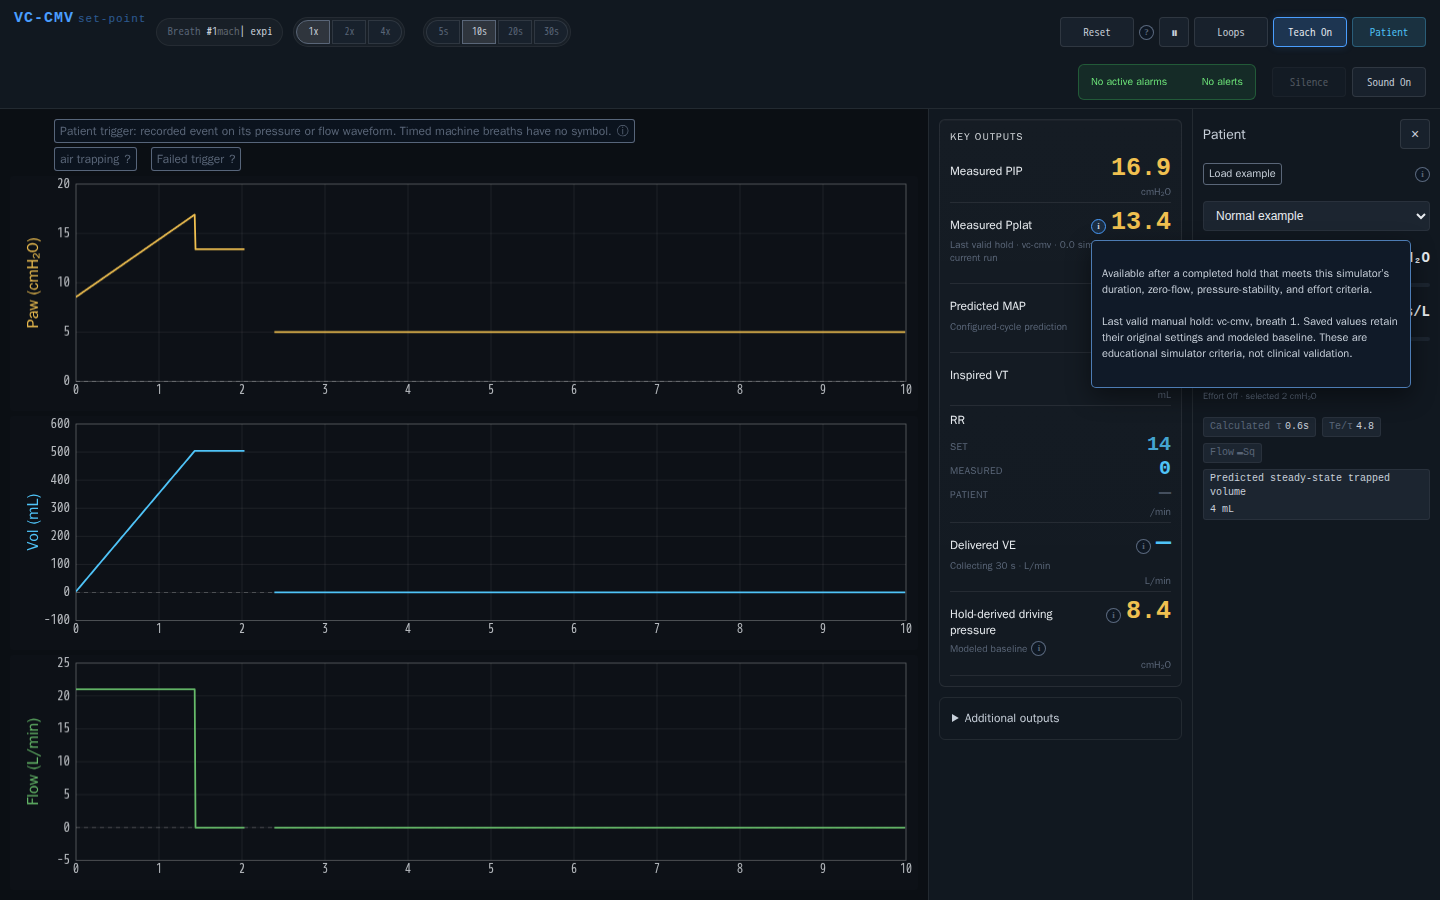 VC-CMV set-point
Breath #1mach| expi
1x 2x 4x
5s 10s 20s 30s
Reset ? ⏸ Loops Teach On Patient
No active alarms No alerts
Silence Sound On
Patient trigger: recorded event on its pressure or flow waveform. Timed machine breaths have no symbol. ⓘ
air trapping ? Failed trigger ?
Paw (cmH₂O)
20
15
10
5
0
0 1 2 3 4 5 6 7 8 9 10
Vol (mL)
600
500
400
300
200
100
0
-100
0 1 2 3 4 5 6 7 8 9 10
Flow (L/min)
25
20
15
10
5
0
-5
0 1 2 3 4 5 6 7 8 9 10
KEY OUTPUTS
Measured PIP 16.9
cmH₂O
Measured Pplat i 13.4
Last valid hold · vc-cmv · 0.0 sim
current run
Predicted MAP
Configured-cycle prediction
Inspired VT
mL
RR
SET 14
MEASURED 0
PATIENT —
/min
Delivered VE i —
Collecting 30 s · L/min
L/min
Hold-derived driving
pressure
i 8.4
Modeled baseline i
cmH₂O
▶ Additional outputs
Patient ×
Load example i
Normal example
₂O
/L
Available after a completed hold that meets this simulator's
duration, zero-flow, pressure-stability, and effort criteria.
Last valid manual hold: vc-cmv, breath 1. Saved values retain
their original settings and modeled baseline. These are
educational simulator criteria, not clinical validation.
Effort Off · selected 2 cmH₂O
Calculated τ 0.6s Te/τ 4.8
Flow ▬Sq
Predicted steady-state trapped
volume
4 mL